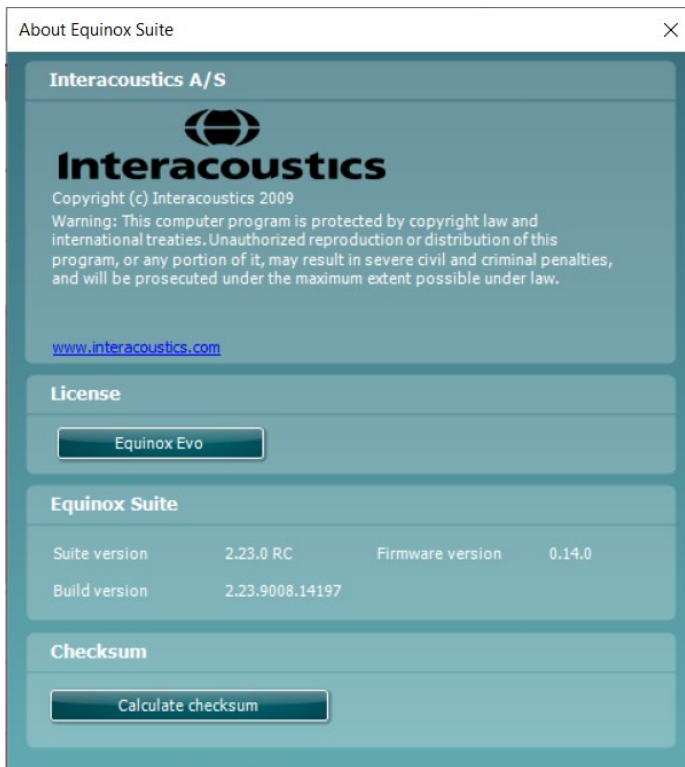 About Equinox Suite
Interacoustics A/S
Interacoustics
Copyright (c) Interacoustics 2009
Warning: This computer program is protected by copyright law and
international treaties. Unauthorized reproduction or distribution of this
program, or any portion of it, may result in severe civil and criminal penalties,
and will be prosecuted under the maximum extent possible under law.
www.interacoustics.com
License
Equinox Evo
Equinox Suite
Suite version 2.23.0 RC Firmware version 0.14.0
Build version 2.23.9008.14197
Checksum
Calculate checksum